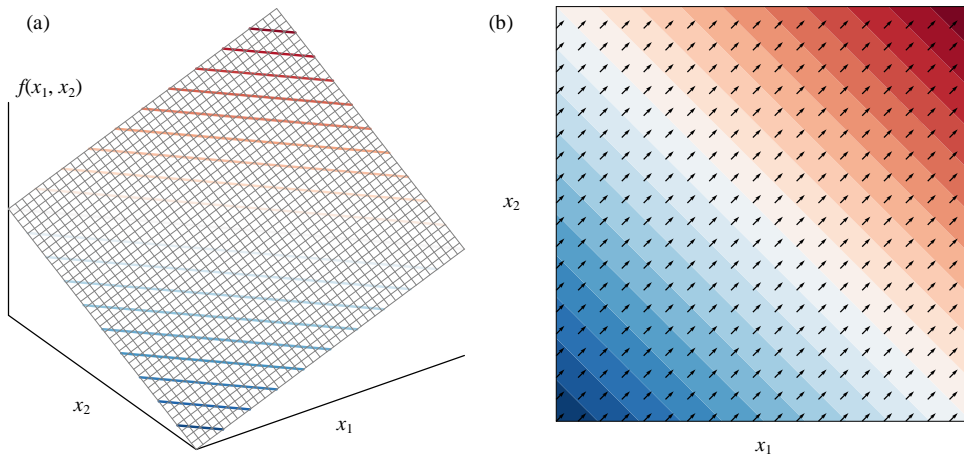 (a)
f(x₁, x₂)
x₂
x₁
(b)
x₂
x₁